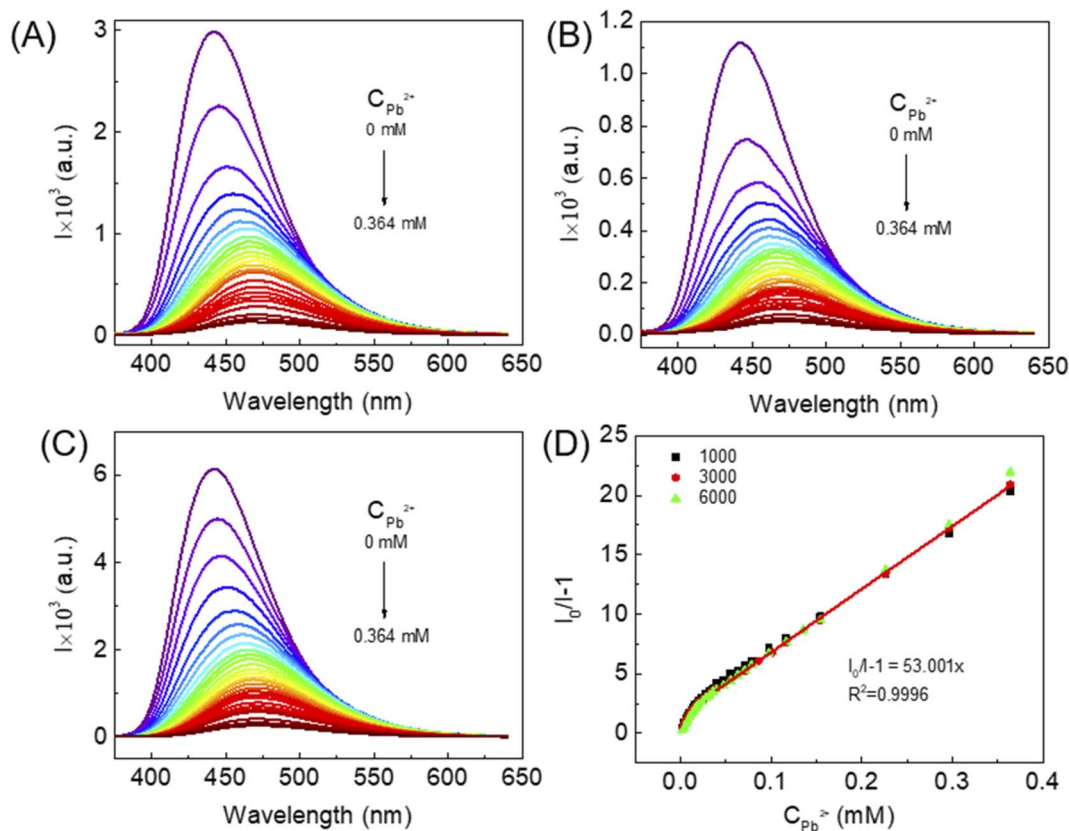 (A)
3
2
1
0
I×10³ (a.u.)
C Pb²⁺
0 mM
0.364 mM
400 450 500 550 600 650
Wavelength (nm)
(B)
1.2
1.0
0.8
0.6
0.4
0.2
0.0
I×10³ (a.u.)
C Pb²⁺
0 mM
0.364 mM
400 450 500 550 600 650
Wavelength (nm)
(C)
6
4
2
0
I×10³ (a.u.)
C Pb²⁺
0 mM
0.364 mM
400 450 500 550 600 650
Wavelength (nm)
(D)
25
20
15
10
5
0
I₀/I-1
1000
3000
6000
I₀/I-1 = 53.001x
R²=0.9996
0.0 0.1 0.2 0.3 0.4
C Pb²⁺ (mM)